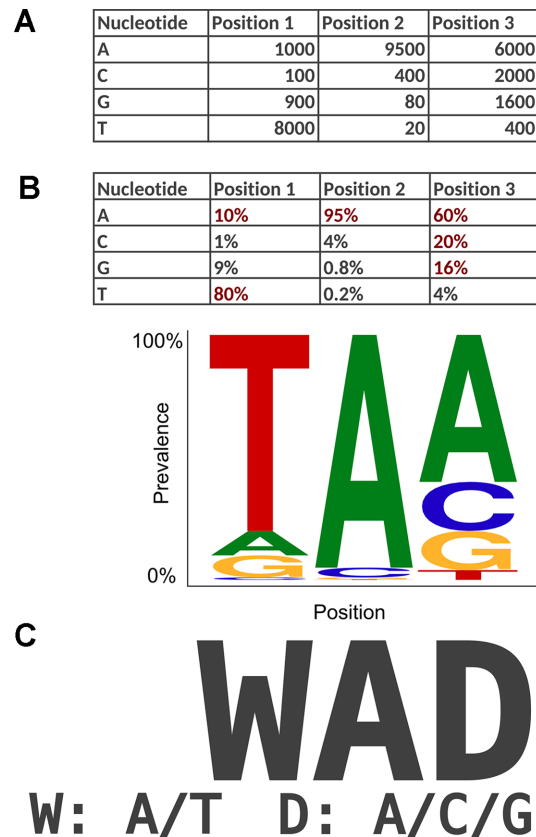 A
Nucleotide Position 1 Position 2 Position 3
A 1000 9500 6000
C 100 400 2000
G 900 80 1600
T 8000 20 400
B
Nucleotide Position 1 Position 2 Position 3
A 10% 95% 60%
C 1% 4% 20%
G 9% 0.8% 16%
T 80% 0.2% 4%
100%
Prevalence
0%
T A A
A C C
G G
T
Position
C
WAD
W: A/T D: A/C/G